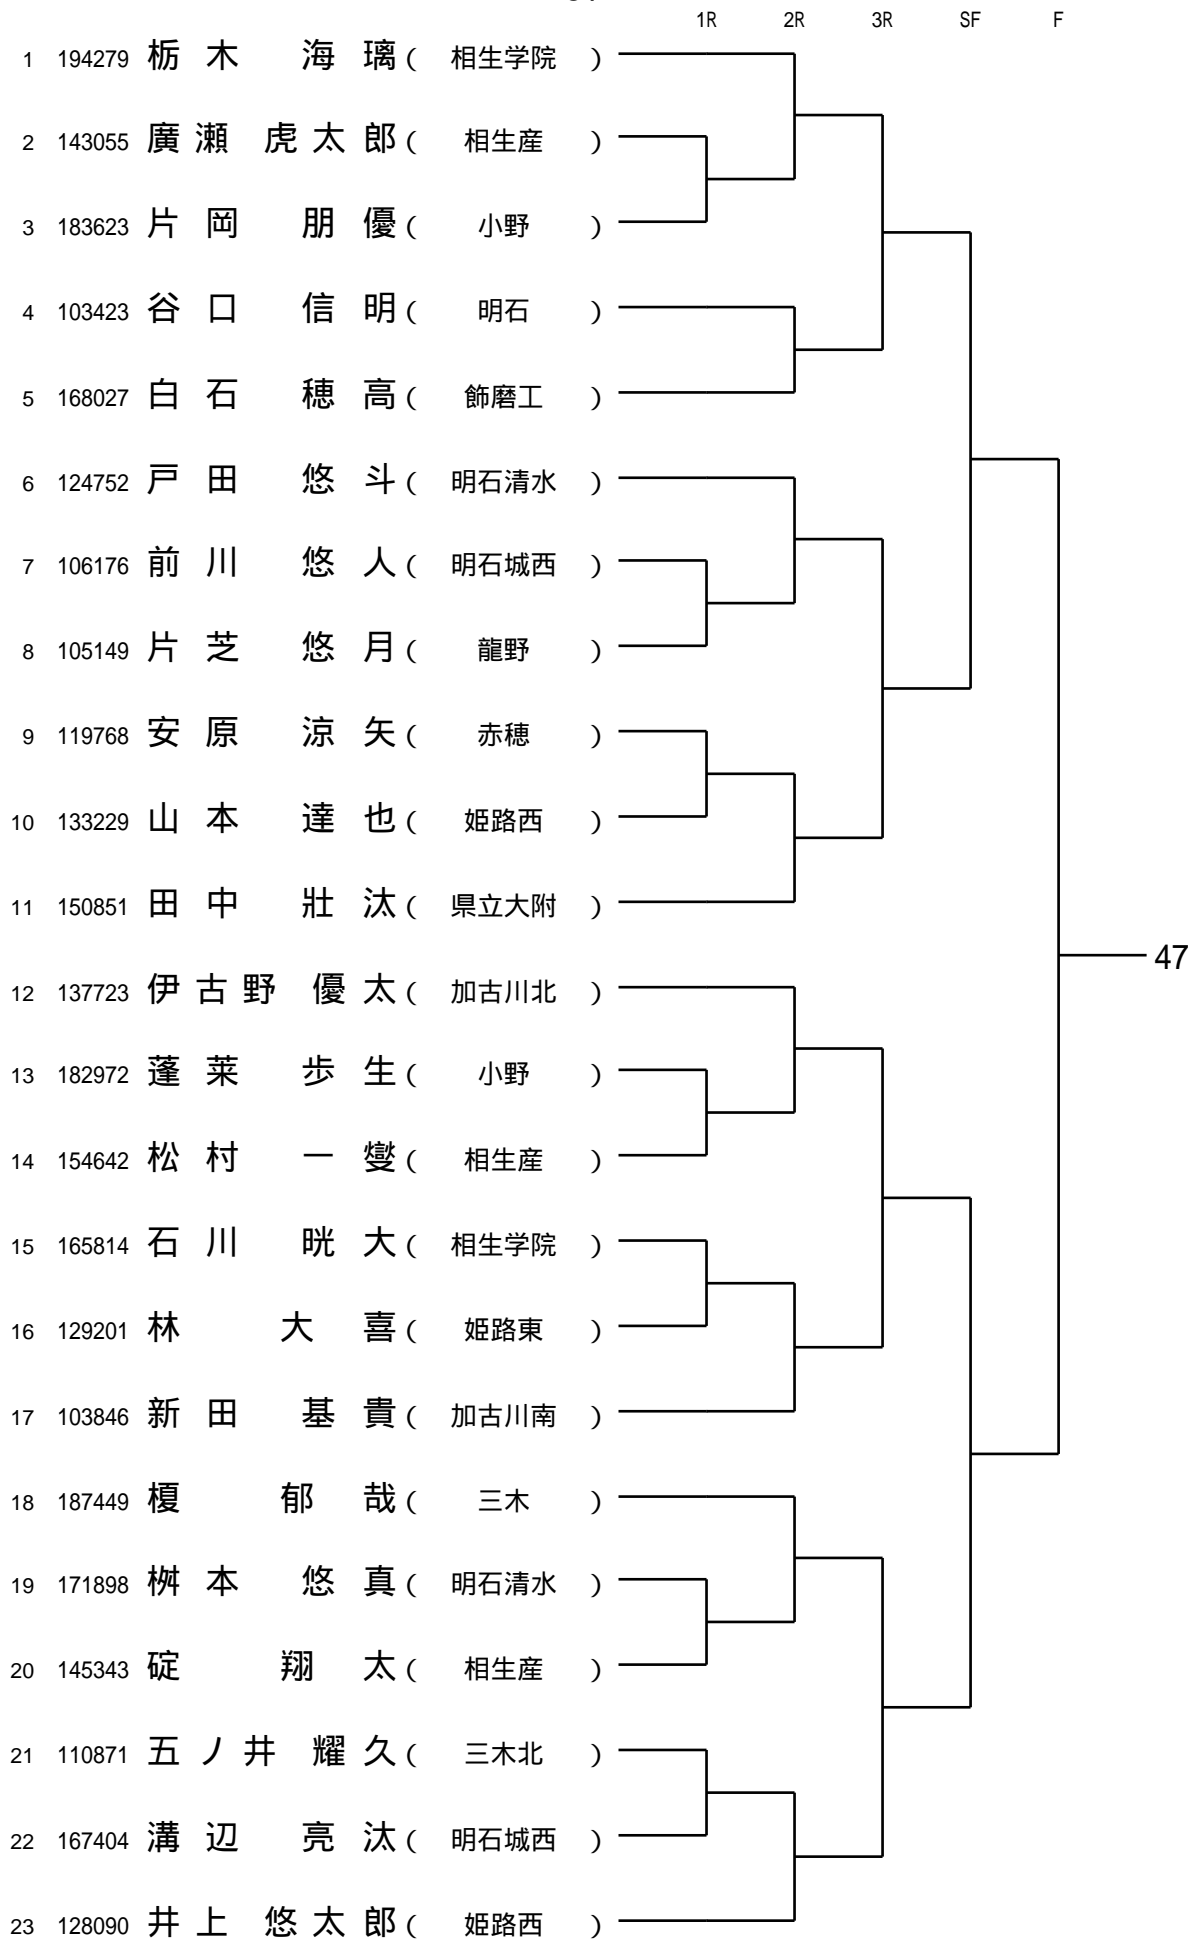 1R 2R 3R SF F
1 194279 栃木 海璃 ( 相生学院 )
2 143055 廣瀬 虎太郎 ( 相生産 )
3 183623 片岡 朋優 ( 小野 )
4 103423 谷口 信明 ( 明石 )
5 168027 白石 穂高 ( 飾磨工 )
6 124752 戸田 悠斗 ( 明石清水 )
7 106176 前川 悠人 ( 明石城西 )
8 105149 片芝 悠月 ( 龍野 )
9 119768 安原 涼矢 ( 赤穂 )
10 133229 山本 達也 ( 姫路西 )
11 150851 田中 壯汰 ( 県立大附 )
47
12 137723 伊古野 優太 ( 加古川北 )
13 182972 蓬莱 歩生 ( 小野 )
14 154642 松村 一燮 ( 相生産 )
15 165814 石川 晄大 ( 相生学院 )
16 129201 林 大喜 ( 姫路東 )
17 103846 新田 基貴 ( 加古川南 )
18 187449 榎 郁哉 ( 三木 )
19 171898 桝本 悠真 ( 明石清水 )
20 145343 碇 翔太 ( 相生産 )
21 110871 五ノ井 耀久 ( 三木北 )
22 167404 溝辺 亮汰 ( 明石城西 )
23 128090 井上 悠太郎 ( 姫路西 )